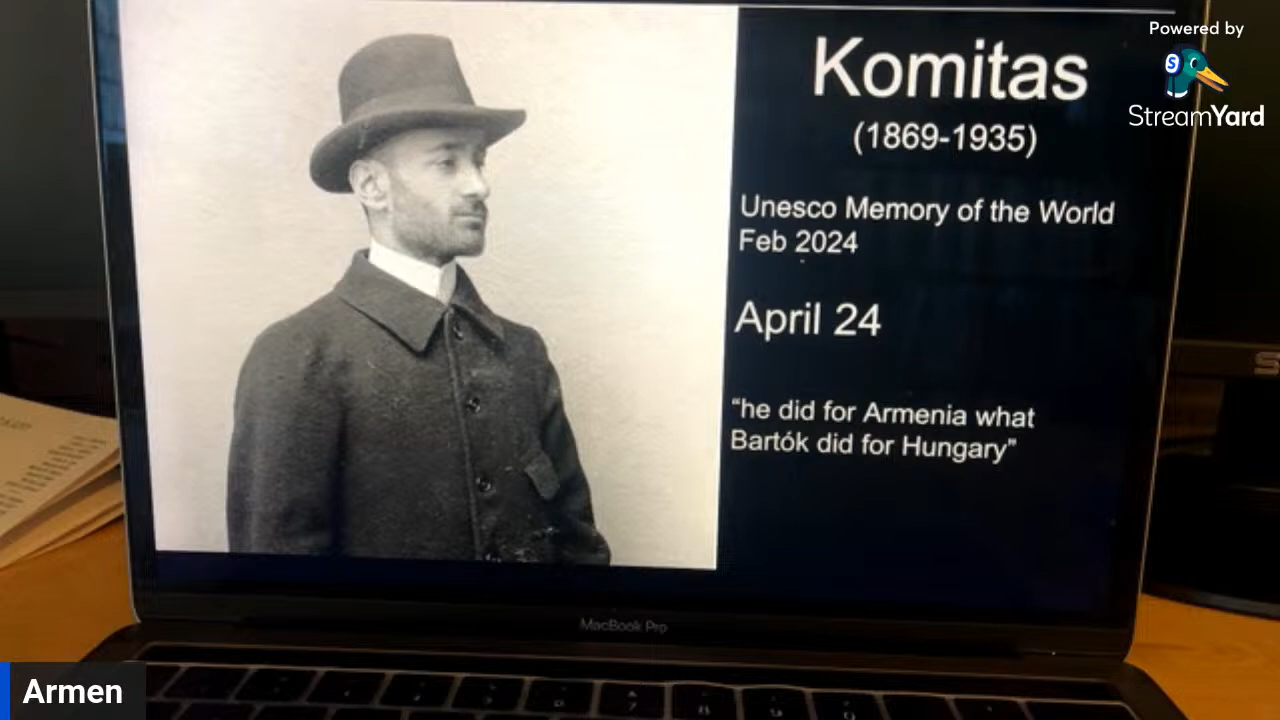 Komitas
(1869-1935)
Unesco Memory of the World
Feb 2024
April 24
“he did for Armenia what
Bartók did for Hungary”
Powered by
StreamYard
MacBook Pro
Armen